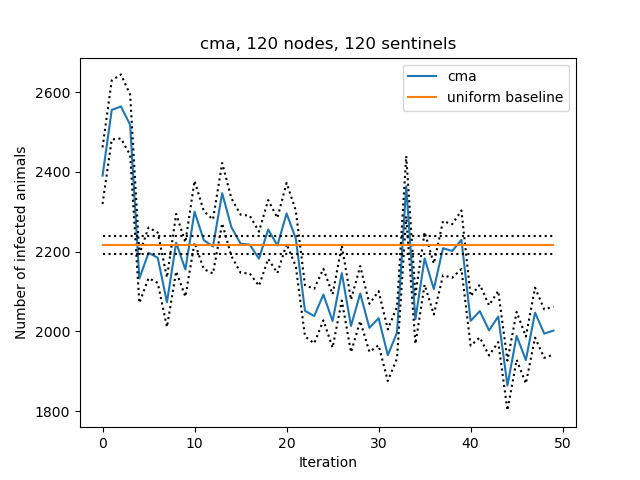 cma, 120 nodes, 120 sentinels
cma
uniform baseline
Number of infected animals
2600
2400
2200
2000
1800
0
10
20
30
40
50
Iteration